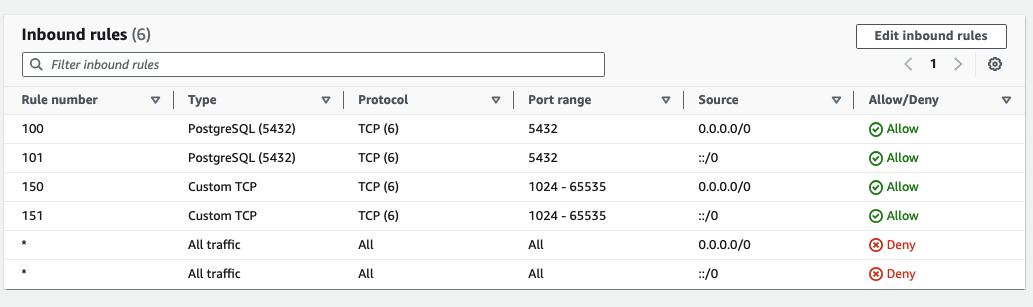 Inbound rules (6)
Edit inbound rules
Filter inbound rules
1
Rule number Type Protocol Port range Source Allow/Deny
100 PostgreSQL (5432) TCP (6) 5432 0.0.0.0/0 Allow
101 PostgreSQL (5432) TCP (6) 5432 ::/0 Allow
150 Custom TCP TCP (6) 1024 - 65535 0.0.0.0/0 Allow
151 Custom TCP TCP (6) 1024 - 65535 ::/0 Allow
* All traffic All All 0.0.0.0/0 Deny
* All traffic All All ::/0 Deny